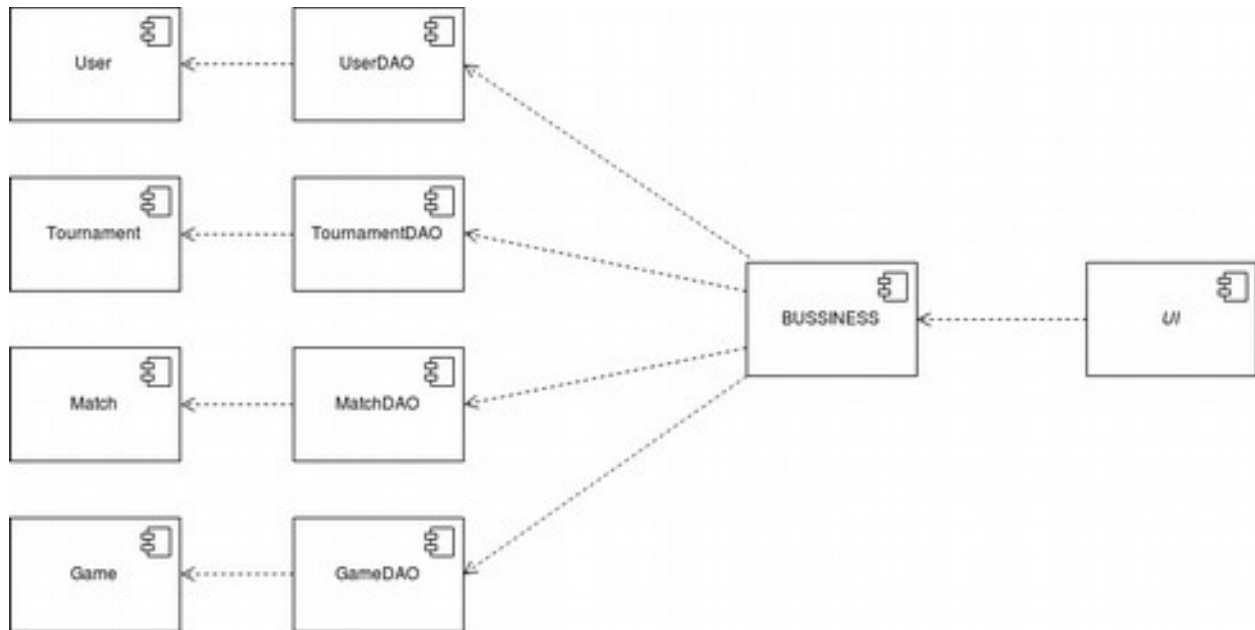 User
UserDAO
Tournament
TournamentDAO
BUSSINESS
UI
Match
MatchDAO
Game
GameDAO